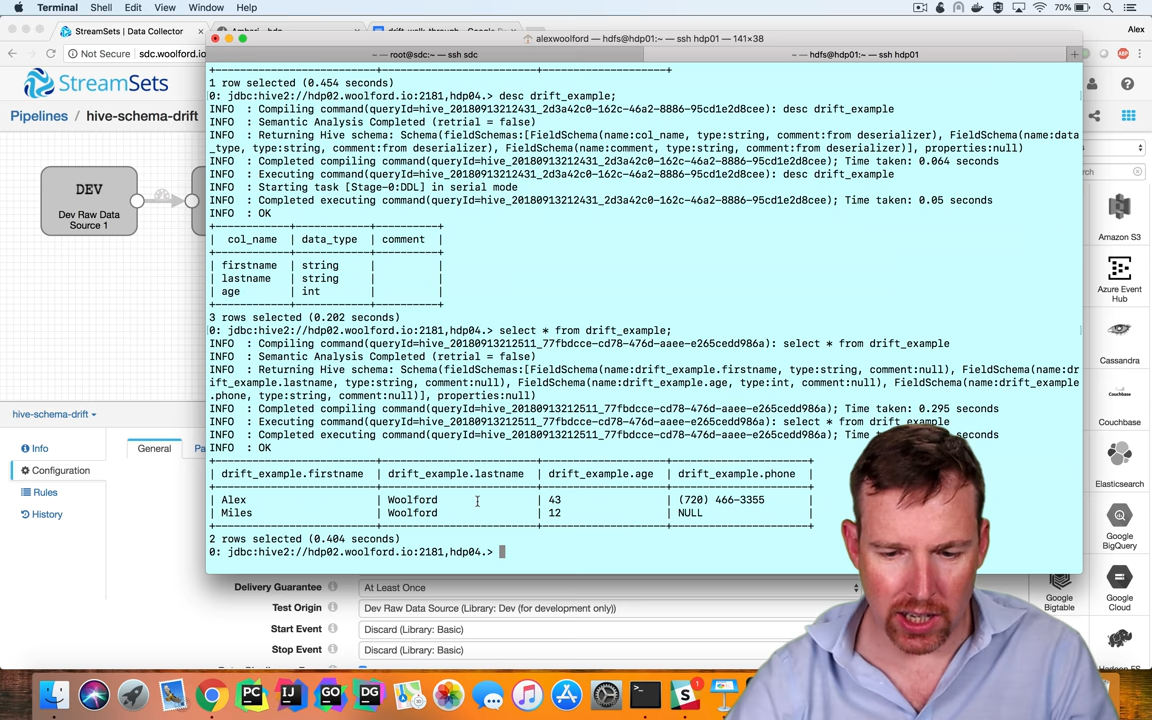 Terminal Shell Edit View Window Help
70%
StreamSets | Data Collector
Alex
Not Secure sdc.woolford.io
alexwoolford — hdfs@hdp01:~ — ssh hdp01 — 141×38
~ — root@sdc:~ — ssh sdc
~ — hdfs@hdp01:~ — ssh hdp01
StreamSets
Pipelines / hive-schema-drift
DEV
Dev Raw Data
Source 1
+---------------------------+---------------------------+----------------------+
1 row selected (0.454 seconds)
0: jdbc:hive2://hdp02.woolford.io:2181,hdp04.> desc drift_example;
INFO : Compiling command(queryId=hive_20180913212431_2d3a42c0-162c-46a2-8886-95cd1e2d8cee): desc drift_example
INFO : Semantic Analysis Completed (retrial = false)
INFO : Returning Hive schema: Schema(fieldSchemas:[FieldSchema(name:col_name, type:string, comment:from deserializer), FieldSchema(name:data
_type, type:string, comment:from deserializer), FieldSchema(name:comment, type:string, comment:from deserializer)], properties:null)
INFO : Completed compiling command(queryId=hive_20180913212431_2d3a42c0-162c-46a2-8886-95cd1e2d8cee); Time taken: 0.064 seconds
INFO : Executing command(queryId=hive_20180913212431_2d3a42c0-162c-46a2-8886-95cd1e2d8cee): desc drift_example
INFO : Starting task [Stage-0:DDL] in serial mode
INFO : Completed executing command(queryId=hive_20180913212431_2d3a42c0-162c-46a2-8886-95cd1e2d8cee); Time taken: 0.05 seconds
INFO : OK
+------------+------------+----------+
| col_name | data_type | comment |
+------------+------------+----------+
| firstname | string | |
| lastname | string | |
| age | int | |
+------------+------------+----------+
3 rows selected (0.202 seconds)
0: jdbc:hive2://hdp02.woolford.io:2181,hdp04.> select * from drift_example;
INFO : Compiling command(queryId=hive_20180913212511_77fbdcce-cd78-476d-aaee-e265cedd986a): select * from drift_example
INFO : Semantic Analysis Completed (retrial = false)
INFO : Returning Hive schema: Schema(fieldSchemas:[FieldSchema(name:drift_example.firstname, type:string, comment:null), FieldSchema(name:dr
ift_example.lastname, type:string, comment:null), FieldSchema(name:drift_example.age, type:int, comment:null), FieldSchema(name:drift_example
.phone, type:string, comment:null)], properties:null)
INFO : Completed compiling command(queryId=hive_20180913212511_77fbdcce-cd78-476d-aaee-e265cedd986a); Time taken: 0.295 seconds
INFO : Executing command(queryId=hive_20180913212511_77fbdcce-cd78-476d-aaee-e265cedd986a): select * from drift_example
INFO : Completed executing command(queryId=hive_20180913212511_77fbdcce-cd78-476d-aaee-e265cedd986a); Time seconds
INFO : OK
+--------------------------+-------------------------+--------------------+----------------------+
| drift_example.firstname | drift_example.lastname | drift_example.age | drift_example.phone |
+--------------------------+-------------------------+--------------------+----------------------+
| Alex | Woolford | 43 | (720) 466-3355 |
| Miles | Woolford | 12 | NULL |
+--------------------------+-------------------------+--------------------+----------------------+
2 rows selected (0.404 seconds)
0: jdbc:hive2://hdp02.woolford.io:2181,hdp04.>
Amazon S3
Azure Event
Hub
Cassandra
Couchbase
Couchbase
Elasticsearch
Google
BigQuery
Google
Bigtable
Google
Cloud
hive-schema-drift
Info
Configuration
Rules
History
General
Delivery Guarantee At Least Once
Test Origin Dev Raw Data Source (Library: Dev (for development only))
Start Event Discard (Library: Basic)
Stop Event Discard (Library: Basic)
PC IJ GO DG
1